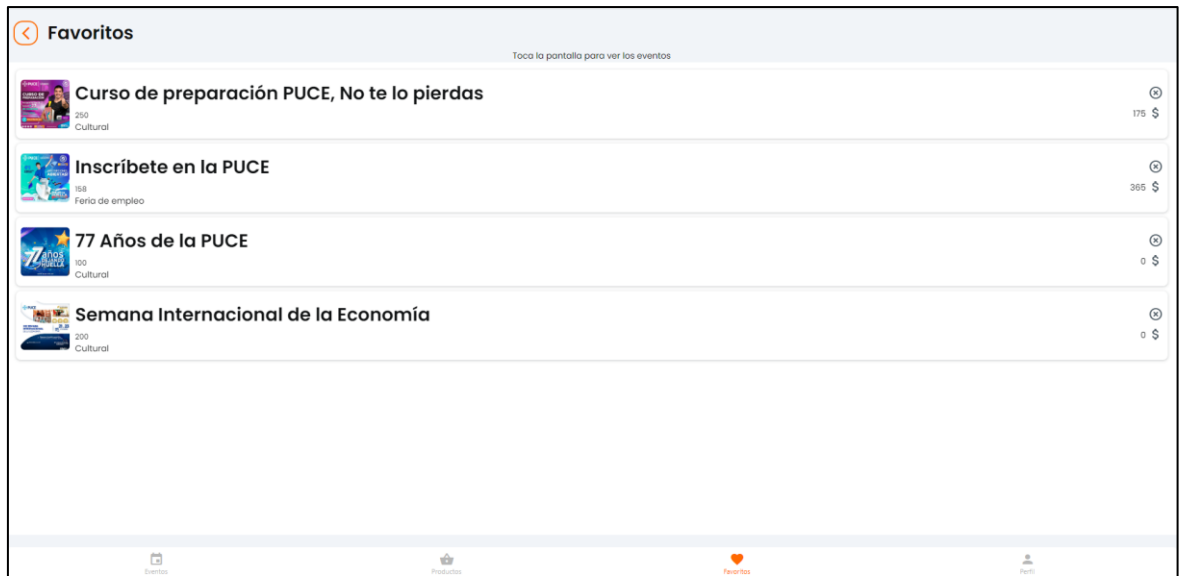 Favoritos
Toca la pantalla para ver los eventos
Curso de preparación PUCE, No te lo pierdas
250
Cultural
175 $
Inscríbete en la PUCE
158
Feria de empleo
365 $
77 Años de la PUCE
100
Cultural
0 $
77 años
Semana Internacional de la Economía
200
Cultural
0 $
Eventos
Productos
Favoritos
Perfil